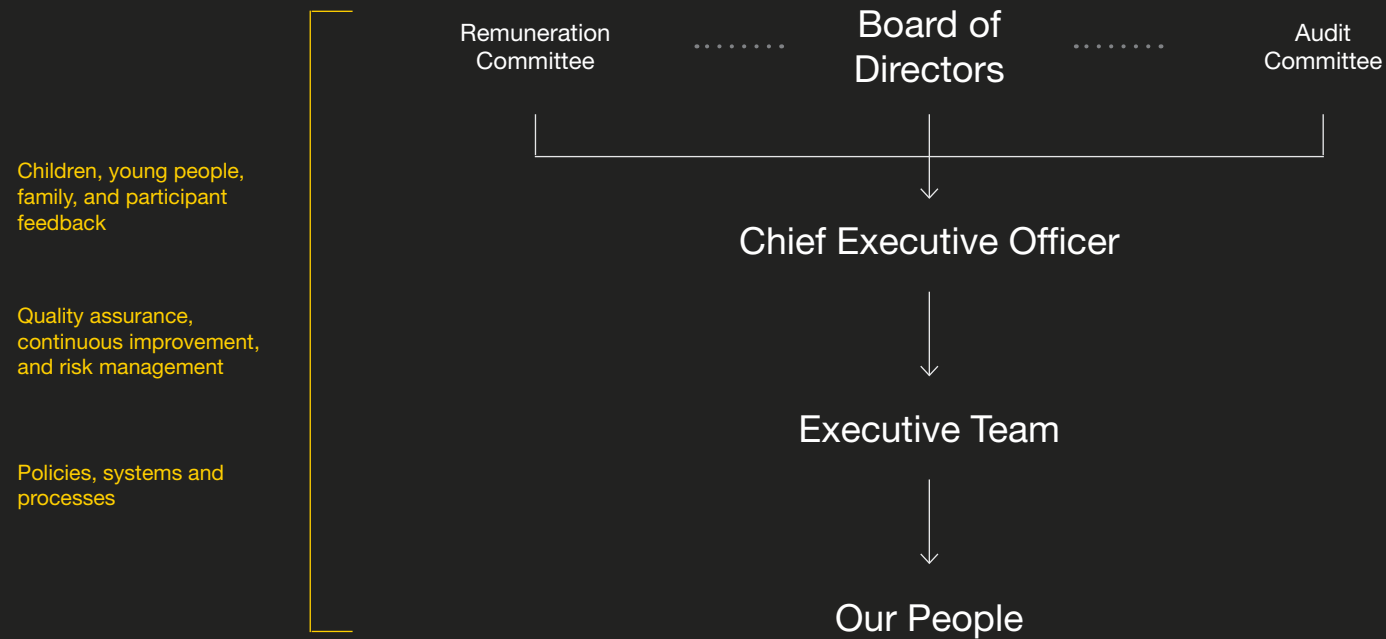 Remuneration
Committee
Board of
Directors
Audit
Committee
Children, young people,
family, and participant
feedback
Chief Executive Officer
Quality assurance,
continuous improvement,
and risk management
Executive Team
Policies, systems and
processes
Our People